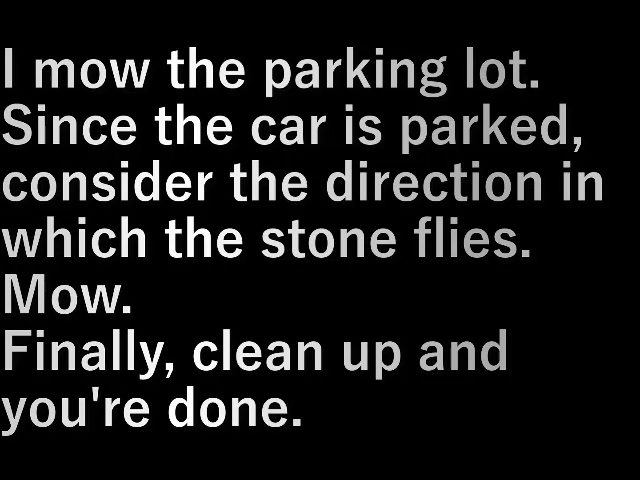 I mow the parking lot.
Since the car is parked,
consider the direction in
which the stone flies.
Mow.
Finally, clean up and
you're done.